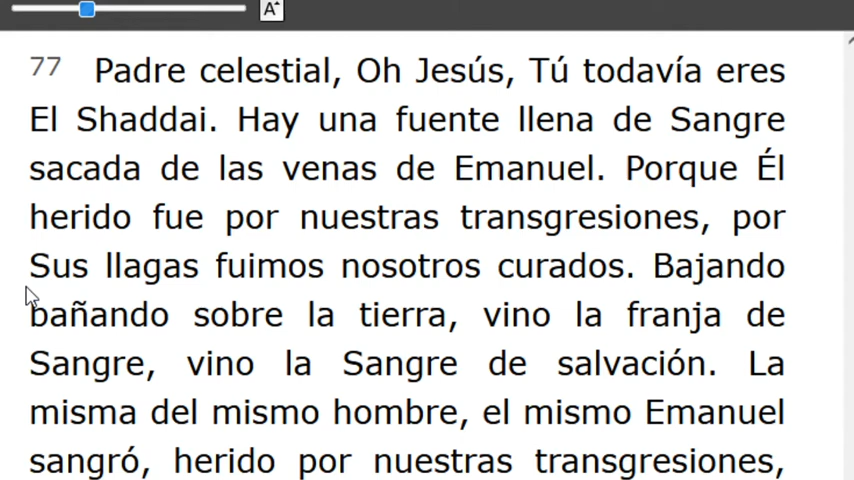 A
77 Padre celestial, Oh Jesús, Tú todavía eres
El Shaddai. Hay una fuente llena de Sangre
sacada de las venas de Emanuel. Porque Él
herido fue por nuestras transgresiones, por
Sus llagas fuimos nosotros curados. Bajando
bañando sobre la tierra, vino la franja de
Sangre, vino la Sangre de salvación. La
misma del mismo hombre, el mismo Emanuel
sangró, herido por nuestras transgresiones,